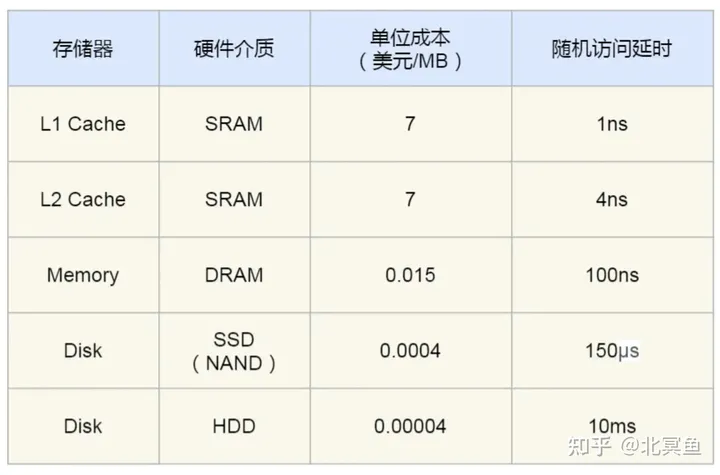 存储器 硬件介质 单位成本 随机访问延时
（美元/MB）
L1 Cache SRAM 7 1ns
L2 Cache SRAM 7 4ns
Memory DRAM 0.015 100ns
Disk SSD 0.0004 150μs
（NAND）
Disk HDD 0.00004 10ms
知乎 @北冥鱼